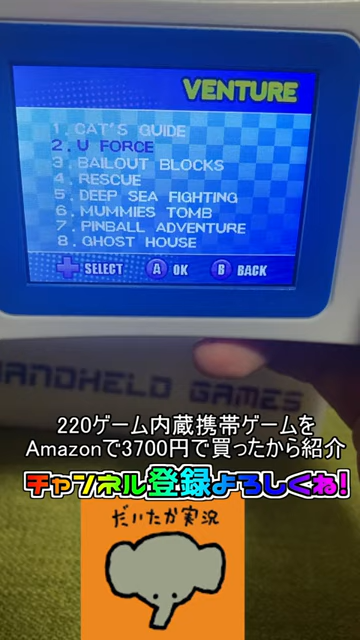 VENTURE
1.CAT'S GUIDE
2.U FORCE
3.BAILOUT BLOCKS
4.RESCUE
5.DEEP SEA FIGHTING
6.MUMMIES TOMB
7.PINBALL ADVENTURE
8.GHOST HOUSE
SELECT A OK B BACK
HANDHELD GAMES
220ゲーム内蔵携帯ゲームを
Amazonで3700円で買ったから紹介
チャンネル登録よろしくね!
だいたか実況